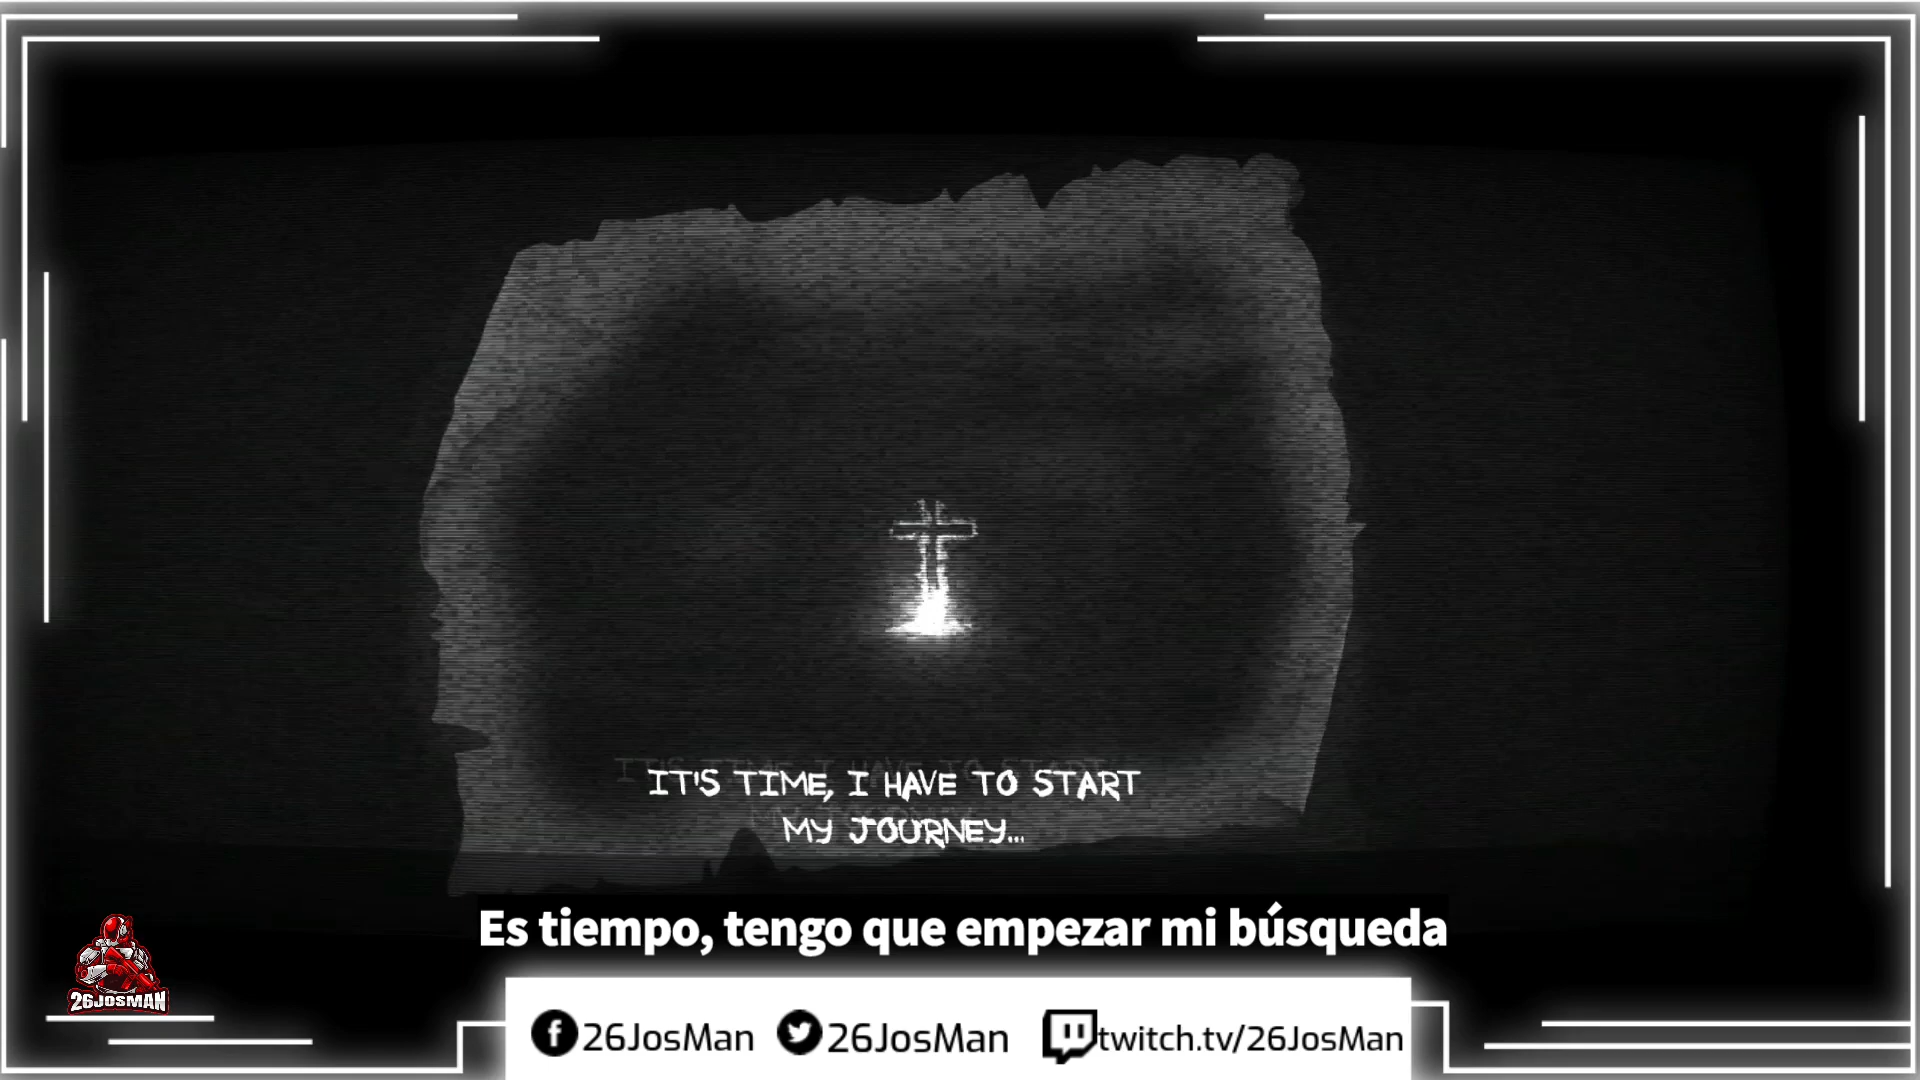 IT'S TIME, I HAVE TO START
MY JOURNEY...
Es tiempo, tengo que empezar mi búsqueda
26JOSMAN
26JosMan 26JosMan twitch.tv/26JosMan